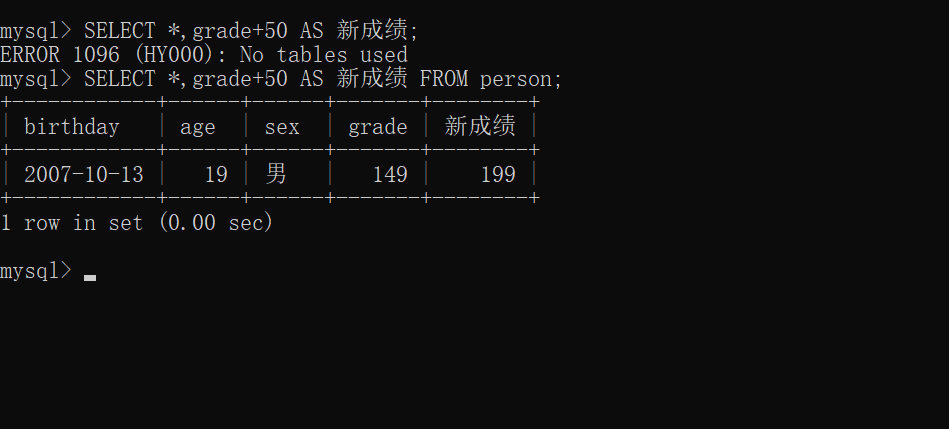 mysql> SELECT *,grade+50 AS 新成绩;
ERROR 1096 (HY000): No tables used
mysql> SELECT *,grade+50 AS 新成绩 FROM person;
+------------+------+------+-------+--------+
| birthday   | age  | sex  | grade | 新成绩 |
+------------+------+------+-------+--------+
| 2007-10-13 |   19 | 男   |   149 |    199 |
+------------+------+------+-------+--------+
1 row in set (0.00 sec)
mysql>